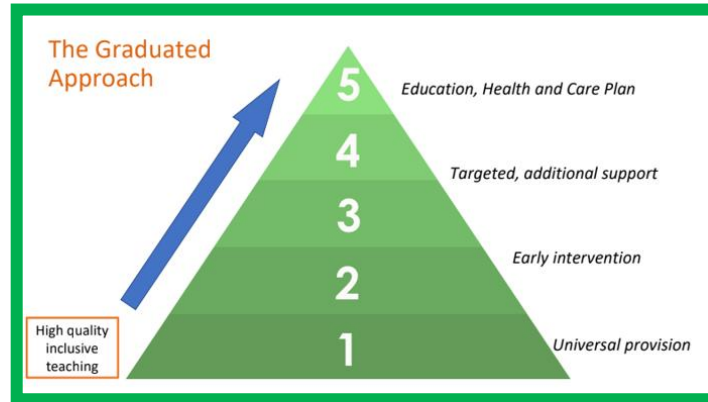 The Graduated
Approach
5
Education, Health and Care Plan
4
Targeted, additional support
3
Early intervention
2
High quality
inclusive
teaching
1
Universal provision